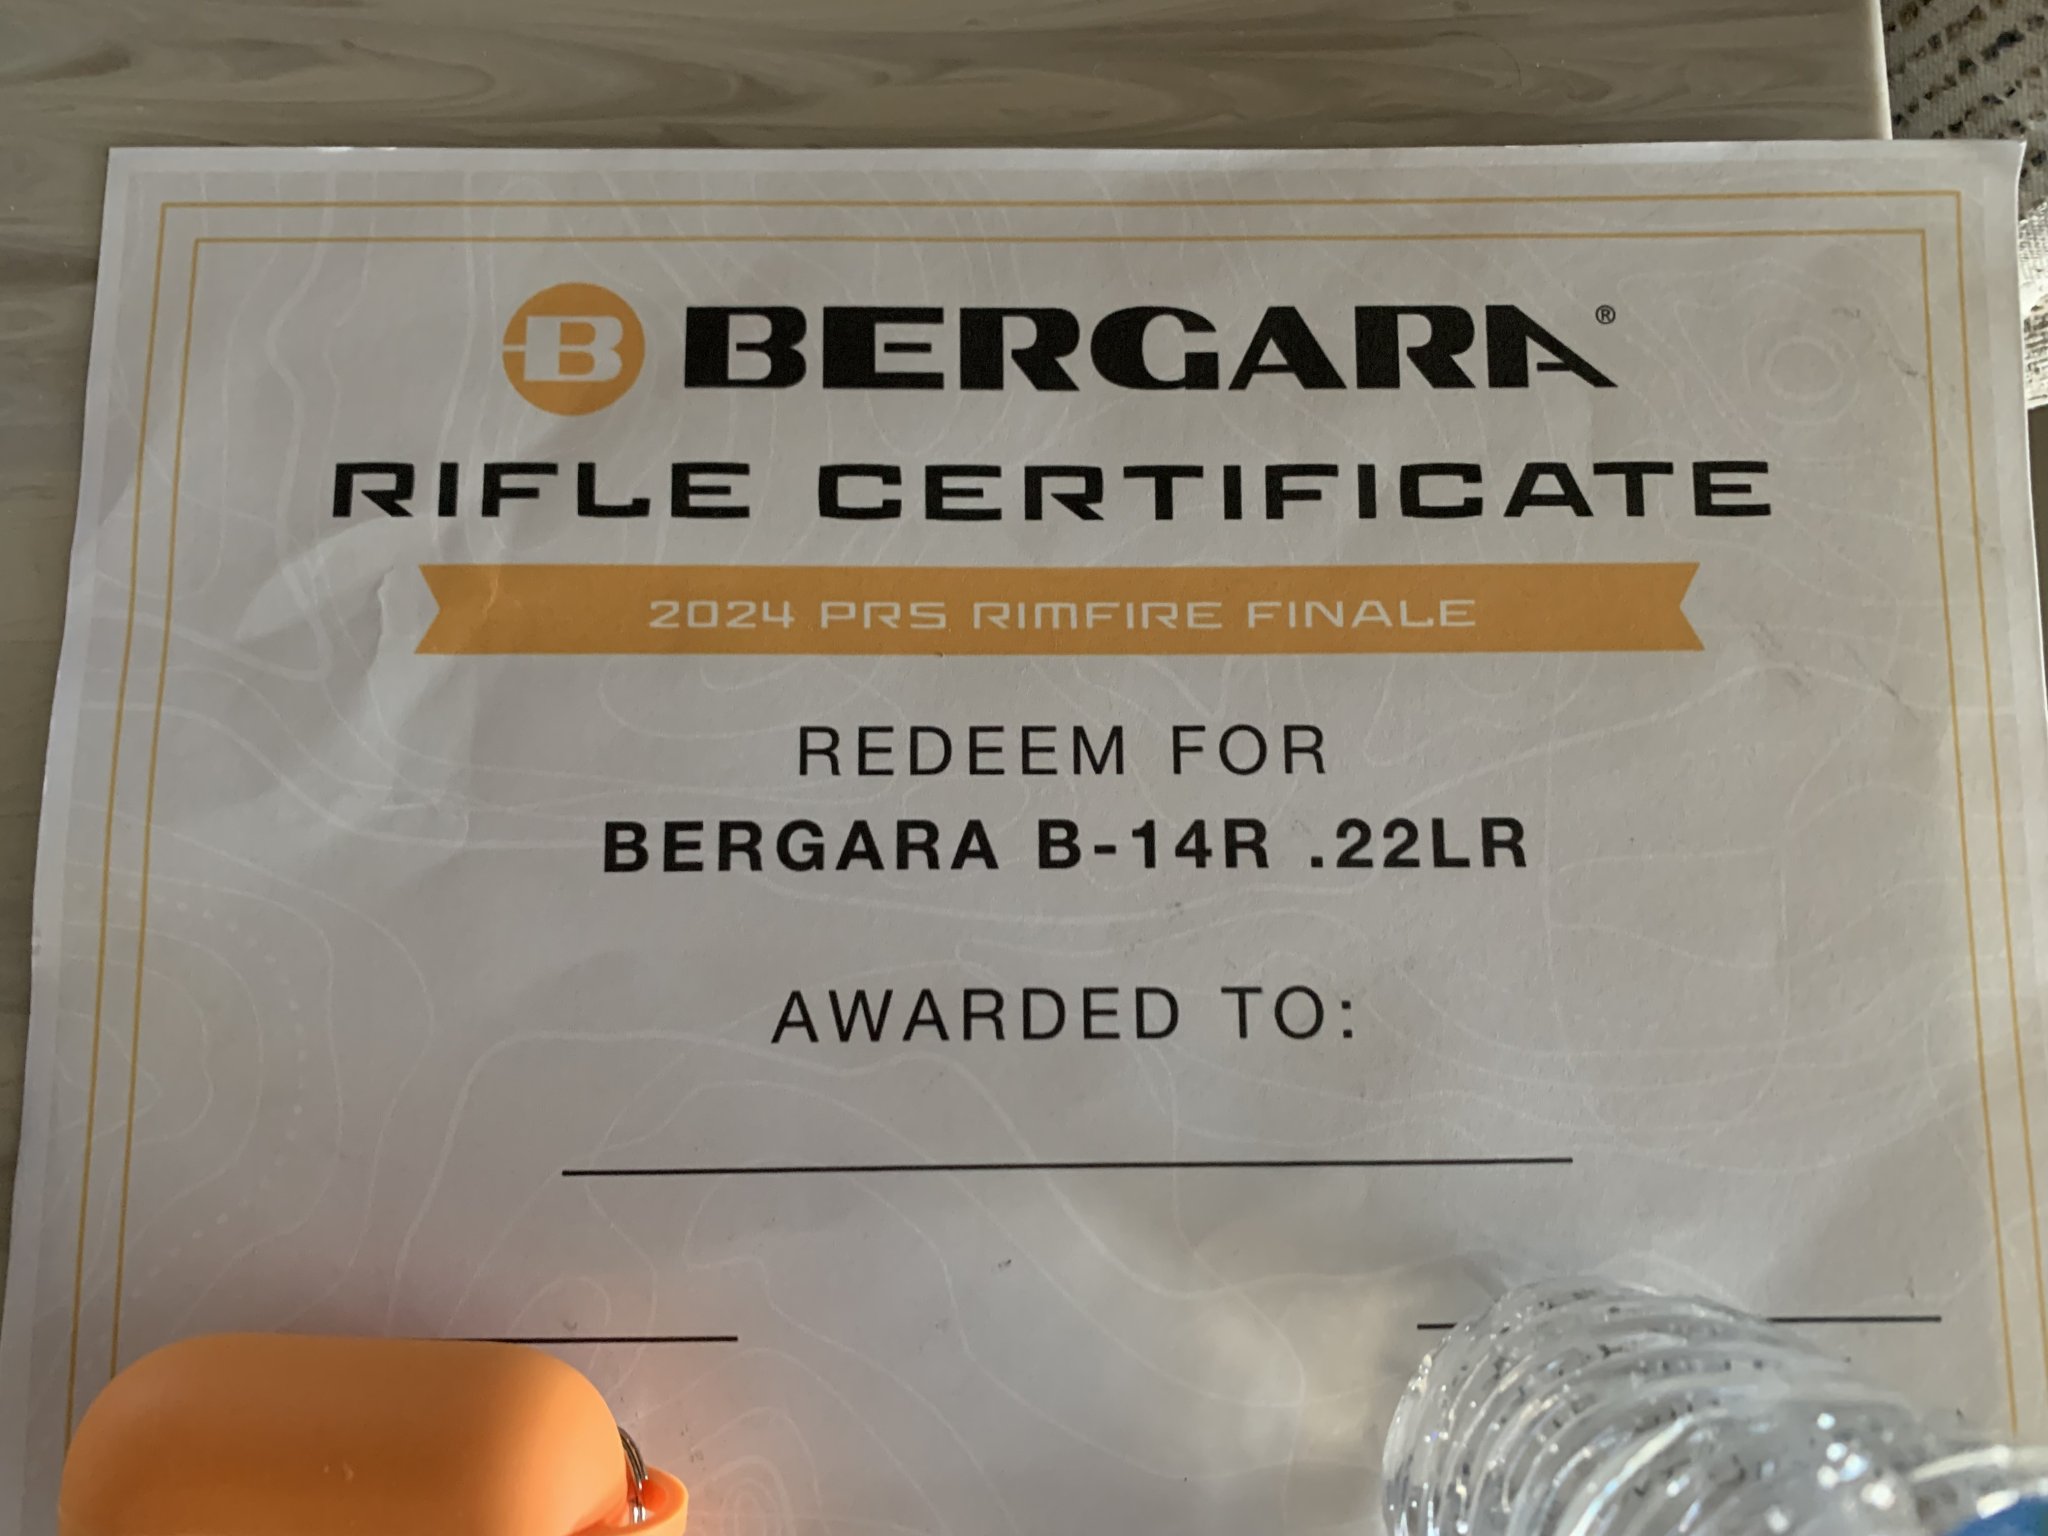 B BERGARA®
RIFLE CERTIFICATE
2024 PRS RIMFIRE FINALE
REDEEM FOR
BERGARA B-14R .22LR
AWARDED TO: